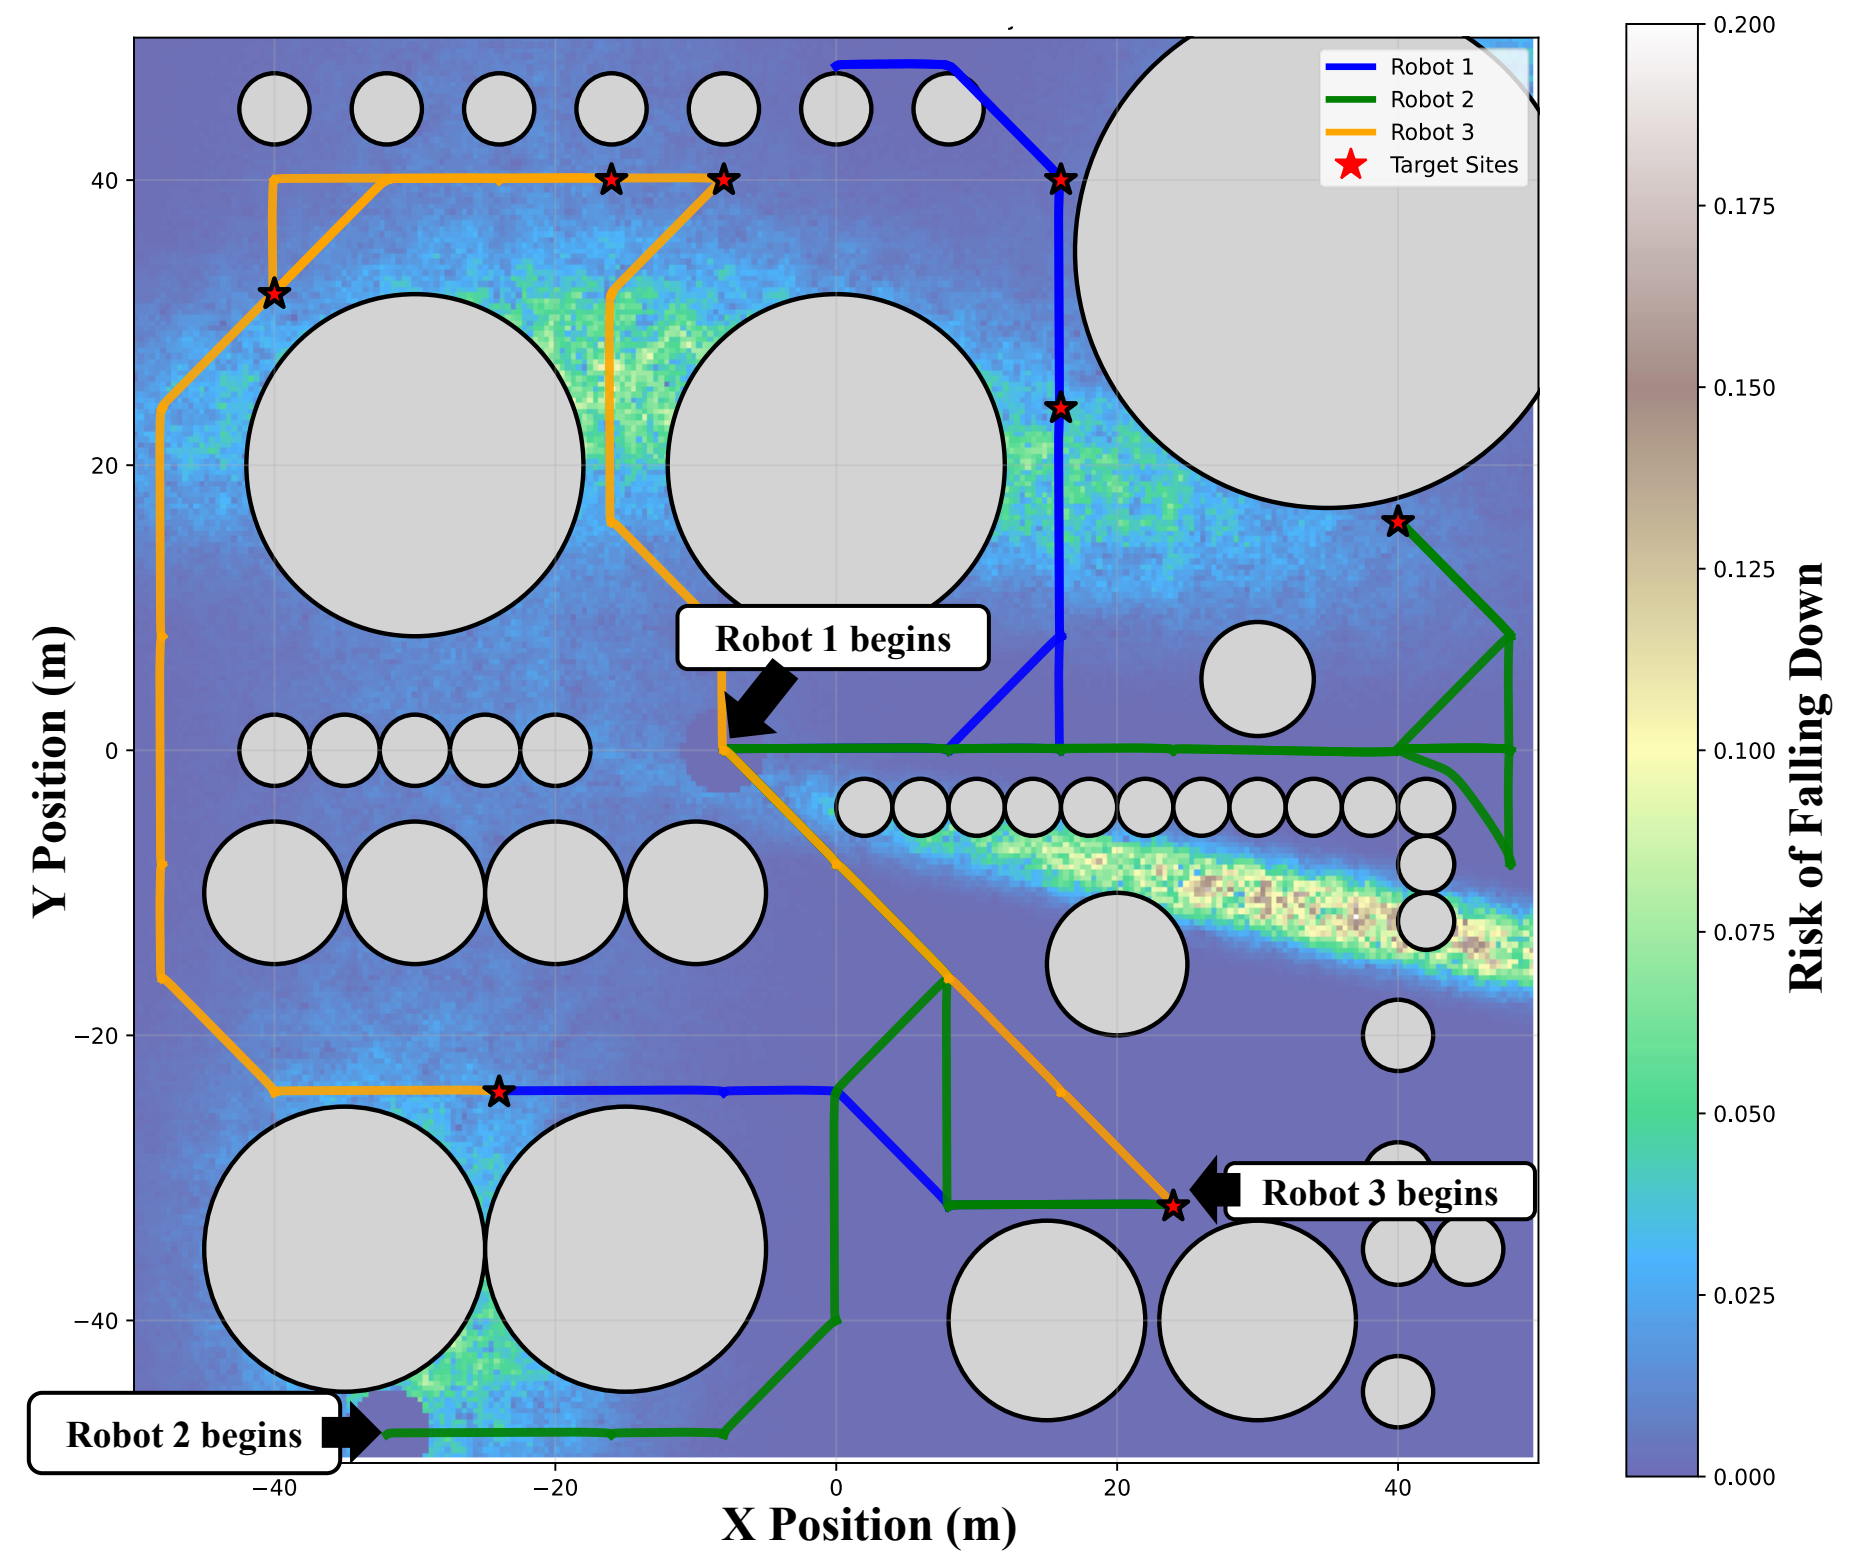 Robot 1
Robot 2
Robot 3
Target Sites
Robot 1 begins
Robot 3 begins
Robot 2 begins
40
20
0
−20
−40
Y Position (m)
−40
−20
0
20
40
X Position (m)
0.200
0.175
0.150
0.125
0.100
0.075
0.050
0.025
0.000
Risk of Falling Down